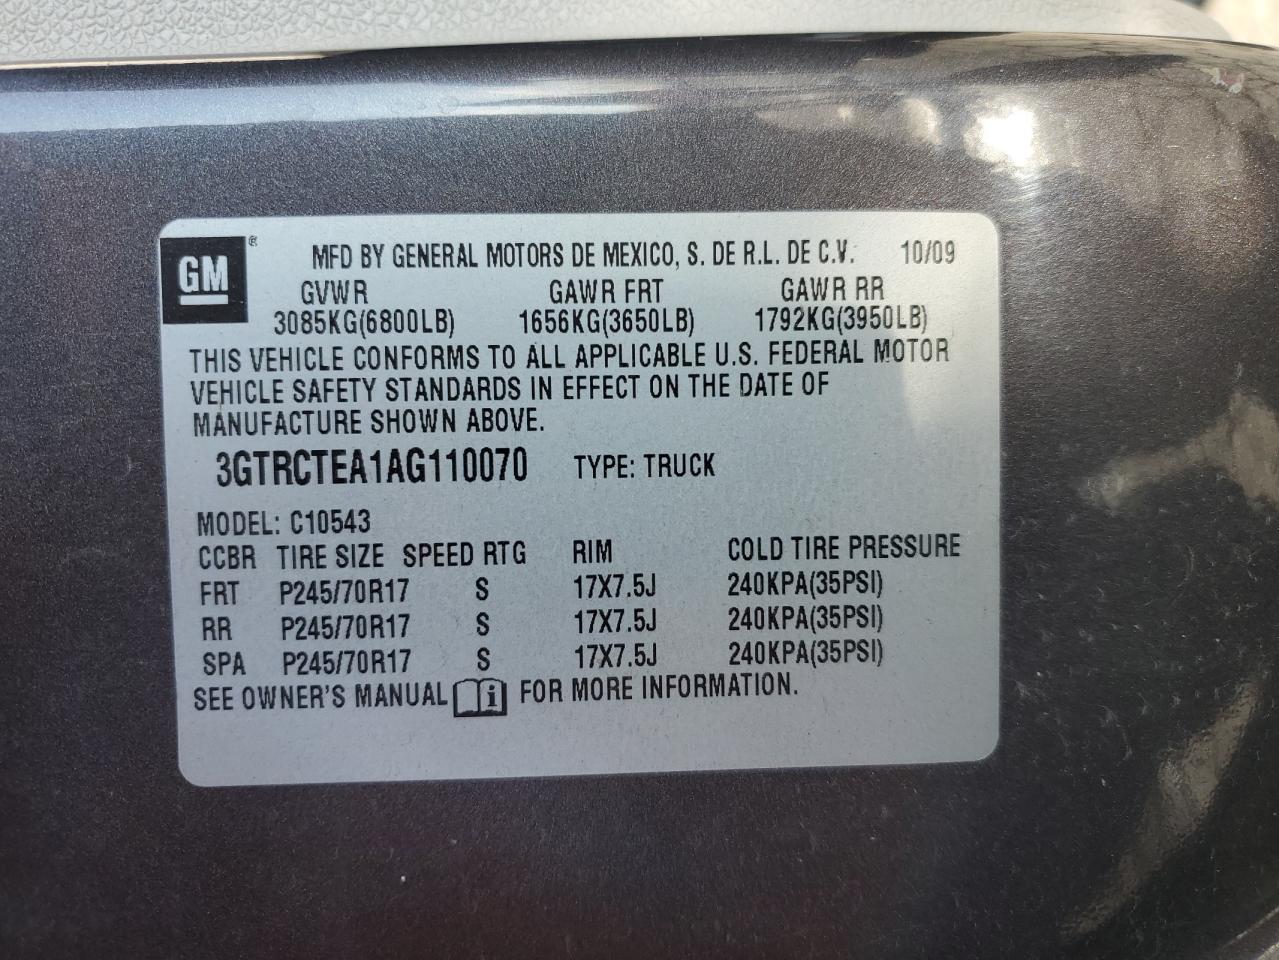 GM ® MFD BY GENERAL MOTORS DE MEXICO, S. DE R.L. DE C.V. 10/09
GVWR GAWR FRT GAWR RR
3085KG(6800LB) 1656KG(3650LB) 1792KG(3950LB)
THIS VEHICLE CONFORMS TO ALL APPLICABLE U.S. FEDERAL MOTOR
VEHICLE SAFETY STANDARDS IN EFFECT ON THE DATE OF
MANUFACTURE SHOWN ABOVE.
3GTRCTEA1AG110070 TYPE: TRUCK
MODEL: C10543
CCBR TIRE SIZE SPEED RTG RIM COLD TIRE PRESSURE
FRT P245/70R17 S 17X7.5J 240KPA(35PSI)
RR P245/70R17 S 17X7.5J 240KPA(35PSI)
SPA P245/70R17 S 17X7.5J 240KPA(35PSI)
SEE OWNER'S MANUAL i FOR MORE INFORMATION.